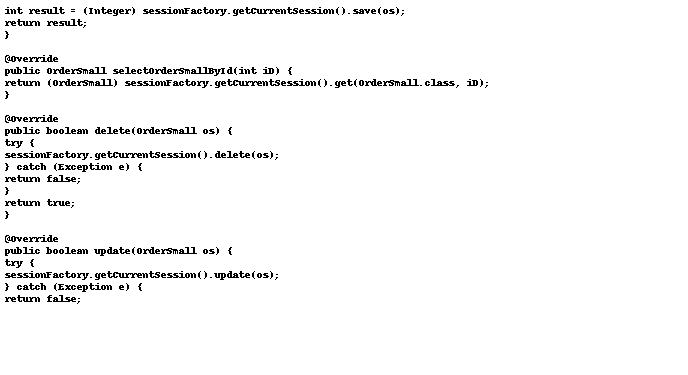 int result = (Integer) sessionFactory.getCurrentSession().save(os);
return result;
}
@Override
public OrderSmall selectOrderSmallById(int iD) {
return (OrderSmall) sessionFactory.getCurrentSession().get(OrderSmall.class, iD);
}
@Override
public boolean delete(OrderSmall os) {
try {
sessionFactory.getCurrentSession().delete(os);
} catch (Exception e) {
return false;
}
return true;
}
@Override
public boolean update(OrderSmall os) {
try {
sessionFactory.getCurrentSession().update(os);
} catch (Exception e) {
return false;